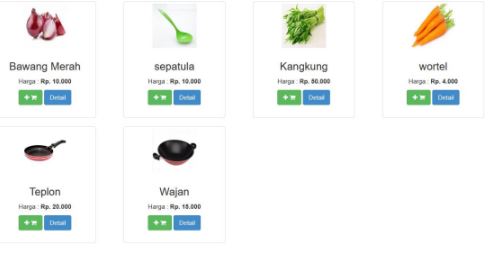 Bawang Merah
Harga : Rp. 10.000
+ Detail
sepatula
Harga : Rp. 10.000
+ Detail
Kangkung
Harga : Rp. 50.000
+ Detail
wortel
Harga : Rp. 4.000
+ Detail
Teplon
Harga : Rp. 20.000
+ Detail
Wajan
Harga : Rp. 15.000
+ Detail